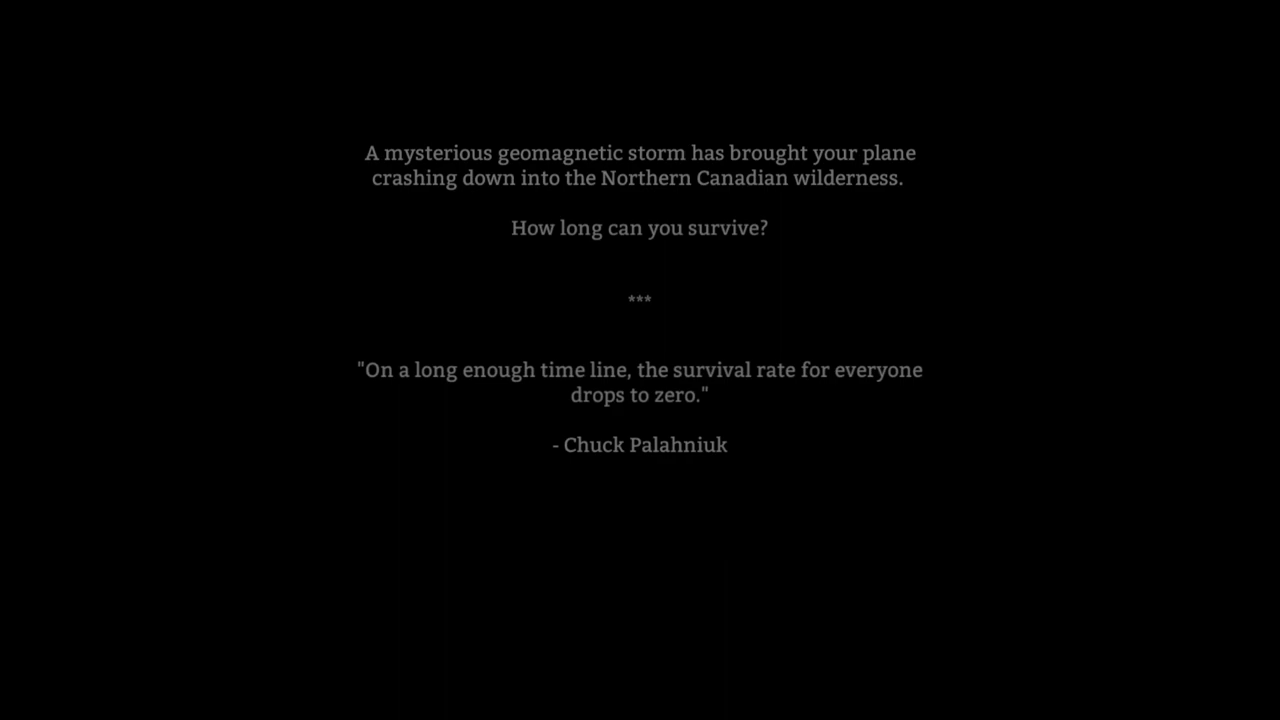 A mysterious geomagnetic storm has brought your plane
crashing down into the Northern Canadian wilderness.
How long can you survive?
***
"On a long enough time line, the survival rate for everyone
drops to zero."
- Chuck Palahniuk